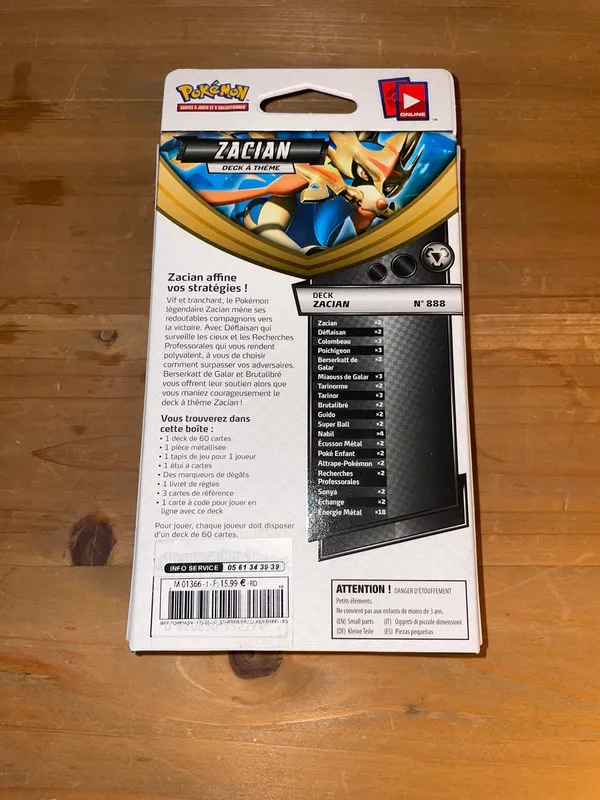 Pokémon
CARTES À JOUER ET À COLLECTIONNER
ONLINE
™
ZACIAN
DECK À THÈME
Zacian affine
vos stratégies !
Vif et tranchant, le Pokémon
légendaire Zacian mène ses
redoutables compagnons vers
la victoire. Avec Déflaisan qui
surveille les cieux et les Recherches
Professorales qui vous rendent
polyvalent, à vous de choisir
comment surpasser vos adversaires.
Berserkatt de Galar et Brutalibré
vous offrent leur soutien alors que
vous maniez courageusement le
deck à thème Zacian !
Vous trouverez dans
cette boîte :
• 1 deck de 60 cartes
• 1 pièce métallisée
• 1 tapis de jeu pour 1 joueur
• 1 étui à cartes
• Des marqueurs de dégâts
• 1 livret de règles
• 3 cartes de référence
• 1 carte à code pour jouer en
ligne avec ce deck
Pour jouer, chaque joueur doit disposer
d'un deck de 60 cartes.
DECK
ZACIAN N° 888
Zacian ×2
Déflaisan ×2
Colombeau ×3
Poichigeon ×3
Berserkatt de ×2
Galar
Miaouss de Galar ×3
Tarinorme ×2
Tarinor ×3
Brutalibré ×2
Guido ×2
Super Ball ×2
Nabil ×4
Écusson Métal ×2
Poké Enfant ×2
Attrape-Pokémon ×2
Recherches ×2
Professorales
Sonya ×2
Échange ×2
Énergie Métal ×18
INFO SERVICE 05 61 34 39 39
M 01366 - 1 - F: 15,99 € - RD
ATTENTION ! DANGER D'ÉTOUFFEMENT
Petits éléments.
Ne convient pas aux enfants de moins de 3 ans.
(EN) Small parts (IT) Oggetti di piccole dimensioni
(DE) Kleine Teile (ES) Piezas pequeñas